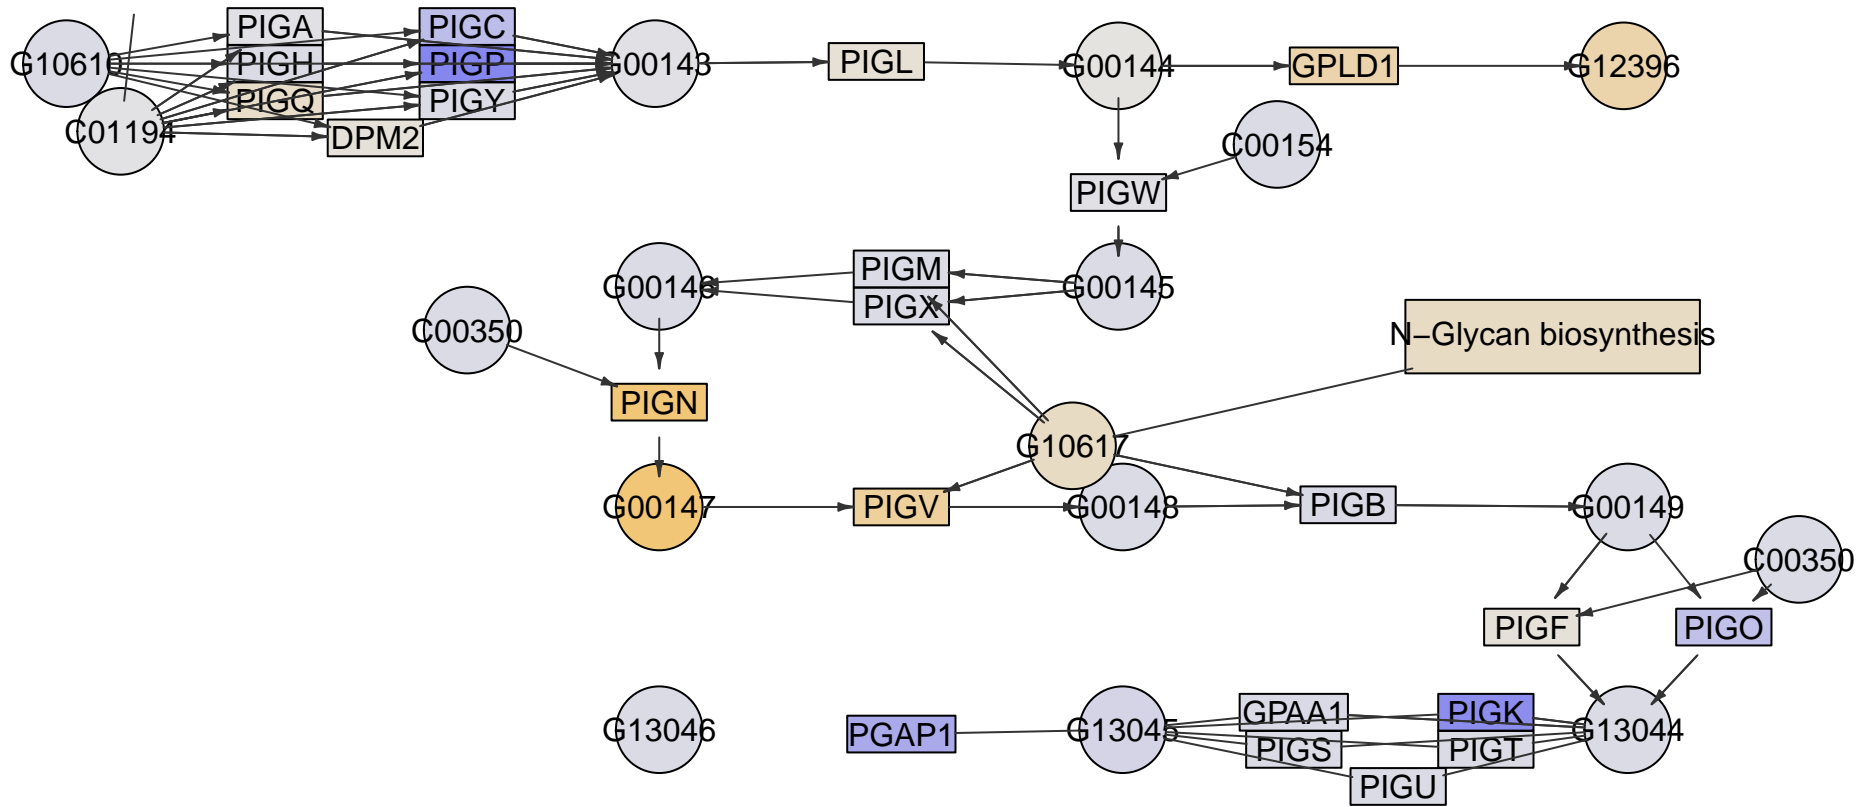 PIGA
PIGC
G10619
PIGH
PIGP
G00143
PIGL
G00144
GPLD1
G12396
PIGQ
PIGY
C01194
DPM2
C00154
PIGW
PIGM
G00146
G00145
PIGX
C00350
N−Glycan biosynthesis
PIGN
G10617
G00147
PIGV
G00148
PIGB
G00149
C00350
PIGF
PIGO
GPAA1
PIGK
G13046
PGAP1
G13045
G13044
PIGS
PIGT
PIGU